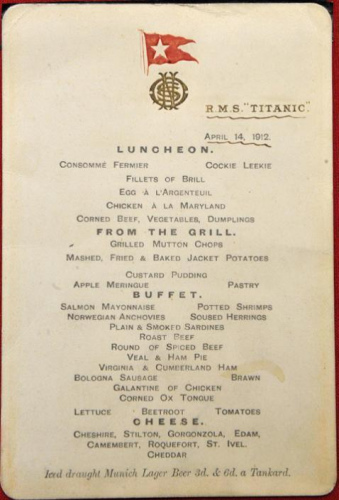 R.M.S. "TITANIC."
APRIL 14, 1912.
LUNCHEON.
CONSOMMÉ FERMIER COCKIE LEEKIE
FILLETS OF BRILL
EGG À L'ARGENTEUIL
CHICKEN À LA MARYLAND
CORNED BEEF, VEGETABLES, DUMPLINGS
FROM THE GRILL.
GRILLED MUTTON CHOPS
MASHED, FRIED & BAKED JACKET POTATOES
CUSTARD PUDDING
APPLE MERINGUE PASTRY
BUFFET.
SALMON MAYONNAISE POTTED SHRIMPS
NORWEGIAN ANCHOVIES SOUSED HERRINGS
PLAIN & SMOKED SARDINES
ROAST BEEF
ROUND OF SPICED BEEF
VEAL & HAM PIE
VIRGINIA & CUMBERLAND HAM
BOLOGNA SAUSAGE BRAWN
GALANTINE OF CHICKEN
CORNED OX TONGUE
LETTUCE BEETROOT TOMATOES
CHEESE.
CHESHIRE, STILTON, GORGONZOLA, EDAM,
CAMEMBERT, ROQUEFORT, ST. IVEL.
CHEDDAR
Iced draught Munich Lager Beer 3d. & 6d. a Tankard.